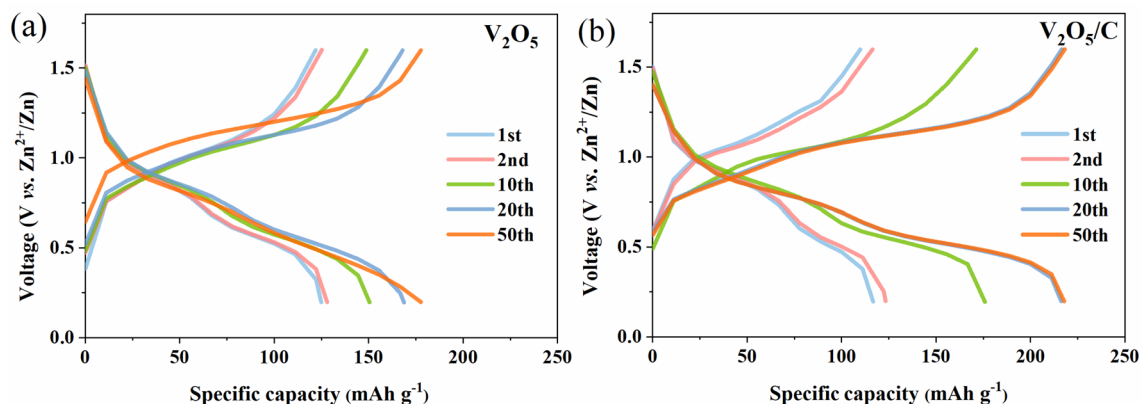 (a)
V₂O₅
Voltage (V vs. Zn²⁺/Zn)
1.5
1.0
0.5
0.0
1st
2nd
10th
20th
50th
0 50 100 150 200 250
Specific capacity (mAh g⁻¹)
(b)
V₂O₅/C
Voltage (V vs. Zn²⁺/Zn)
1.5
1.0
0.5
0.0
1st
2nd
10th
20th
50th
0 50 100 150 200 250
Specific capacity (mAh g⁻¹)